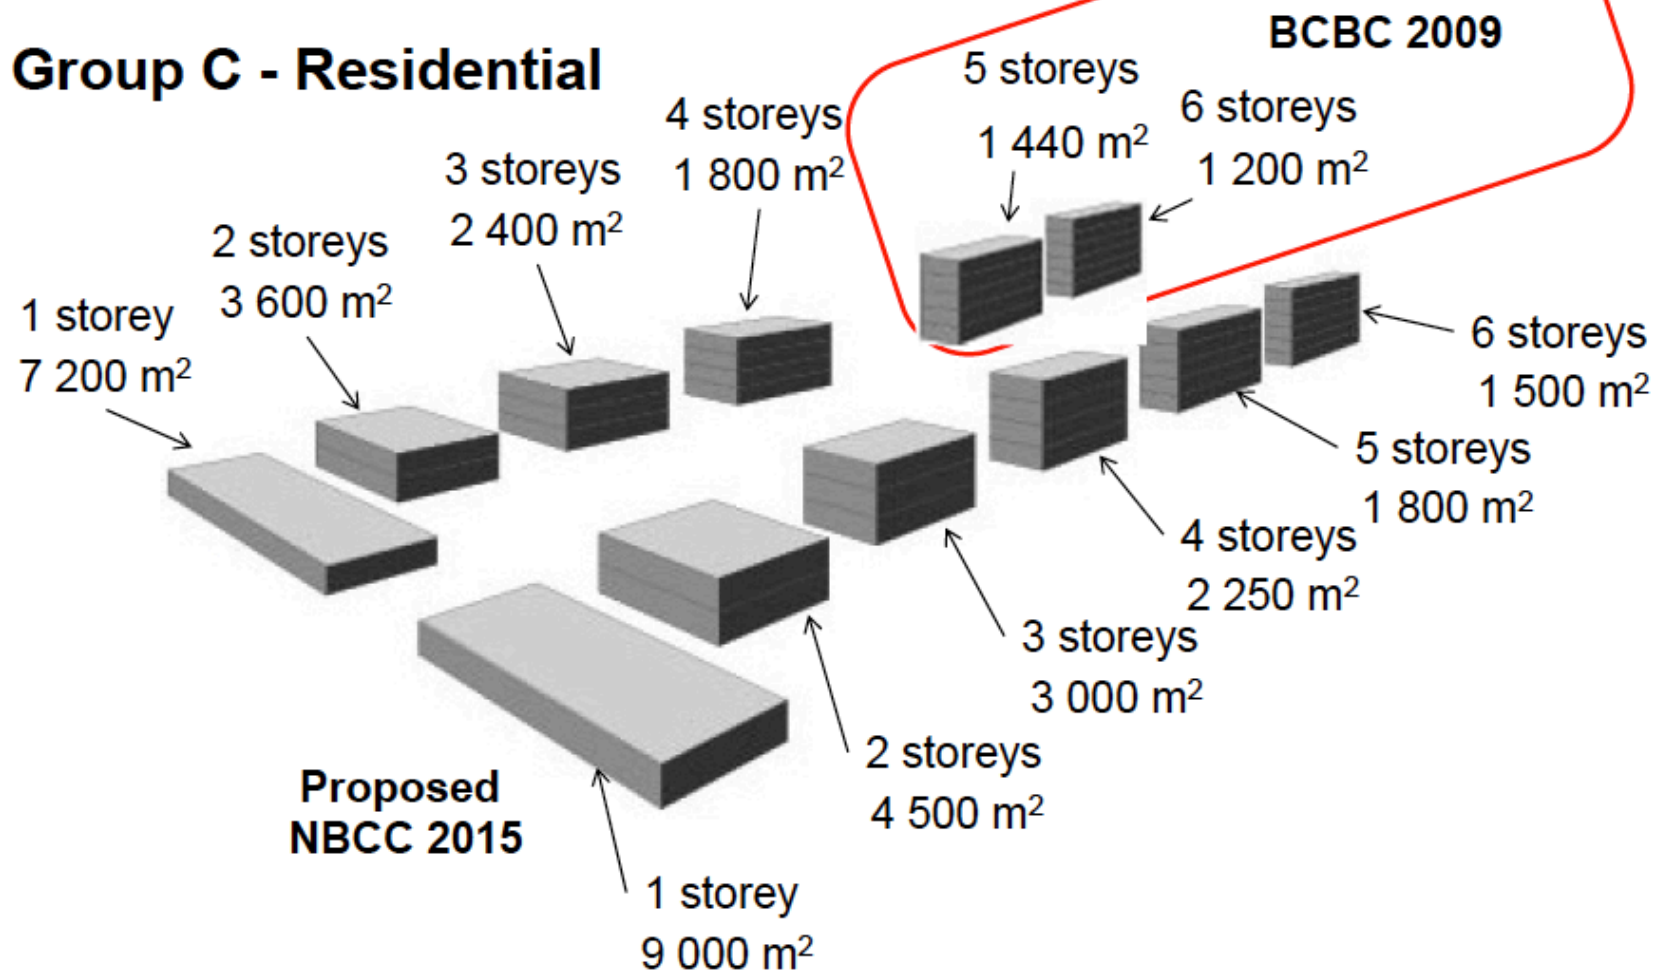 Group C - Residential
BCBC 2009
5 storeys
1 440 m²
6 storeys
1 200 m²
4 storeys
1 800 m²
3 storeys
2 400 m²
2 storeys
3 600 m²
1 storey
7 200 m²
6 storeys
1 500 m²
5 storeys
1 800 m²
4 storeys
2 250 m²
3 storeys
3 000 m²
2 storeys
4 500 m²
Proposed
NBCC 2015
1 storey
9 000 m²